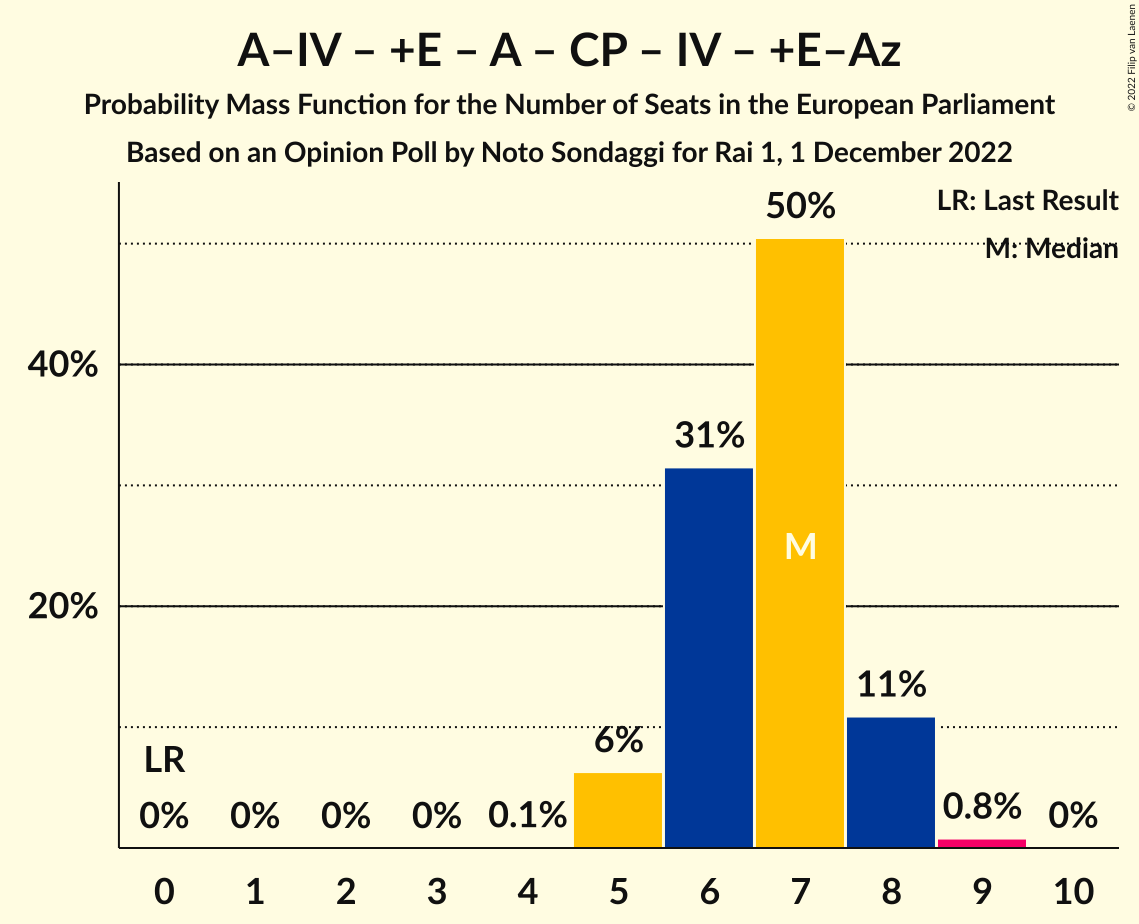 A–IV – +E – A – CP – IV – +E–Az
Probability Mass Function for the Number of Seats in the European Parliament
Based on an Opinion Poll by Noto Sondaggi for Rai 1, 1 December 2022
© 2022 Filip van Laenen
LR: Last Result
M: Median
50%
40%
31%
M
20%
11%
6%
LR
0% 0% 0% 0% 0.1% 0.8% 0%
0 1 2 3 4 5 6 7 8 9 10